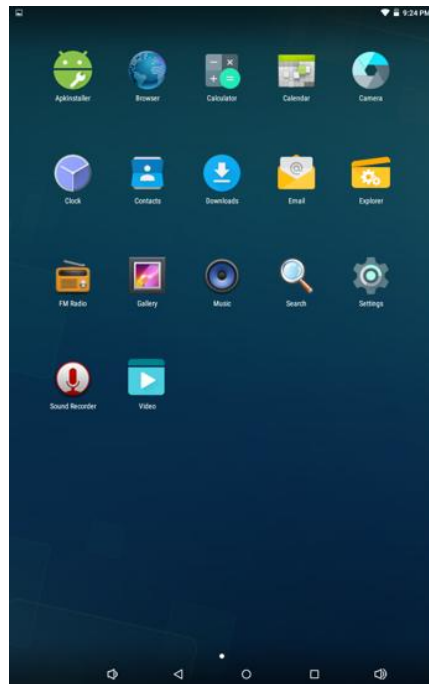 9:24 PM
ApkInstaller
Browser
Calculator
Calendar
Camera
Clock
Contacts
Downloads
Email
Explorer
FM Radio
Gallery
Music
Search
Settings
Sound Recorder
Video